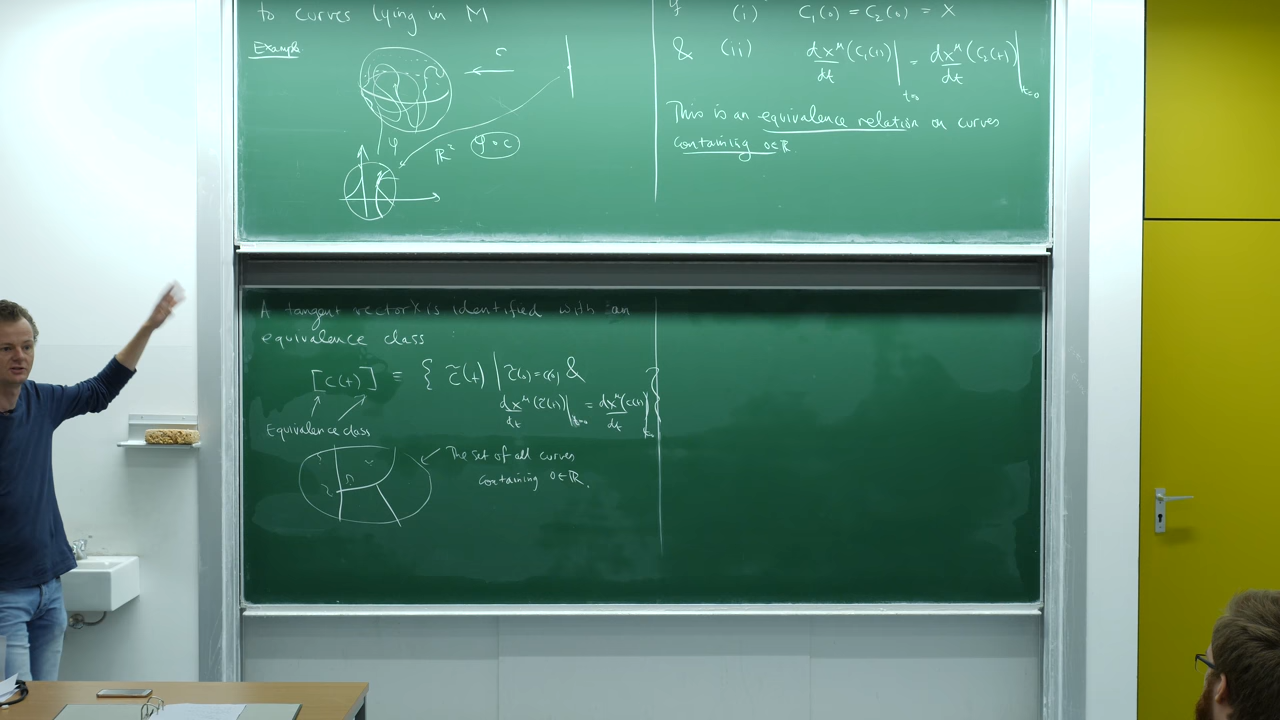 to curves lying in M
Example
c
φ
ℝ²
φ∘c
if
(i) C₁(0) = C₂(0) = x
& (ii) dx^μ/dt (C₁(t))|_{t=0} = dx^μ/dt (C₂(t))|_{t=0}
This is an equivalence relation on curves
containing 0∈ℝ
A tangent vector X is identified with an
equivalence class :
[c(t)] ≡ { c̃(t) | c̃(0) = c(0) &
dx^μ/dt (c̃(t))|_{t=0} = dx^μ/dt (c(t))|_{t=0} }
Equivalence class
The set of all curves
containing 0∈ℝ.